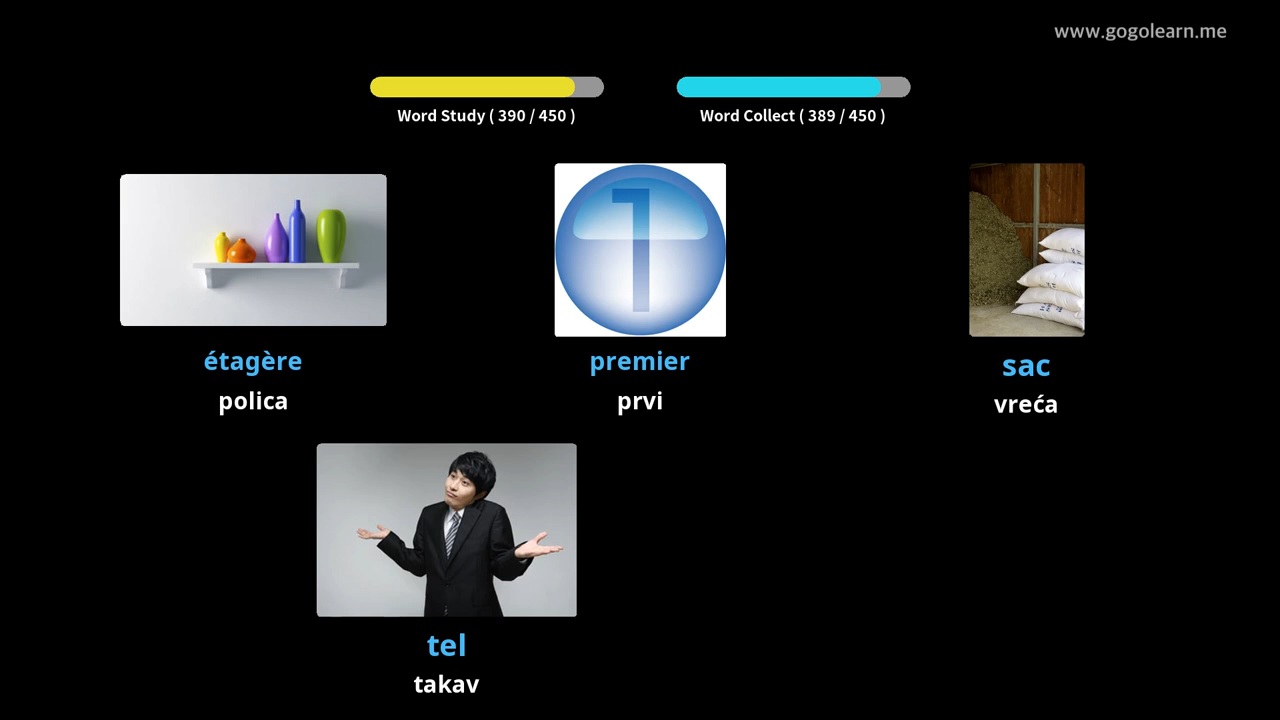 www.gogolearn.me
Word Study ( 390 / 450 )
Word Collect ( 389 / 450 )
1
étagère
polica
premier
prvi
sac
vreća
tel
takav